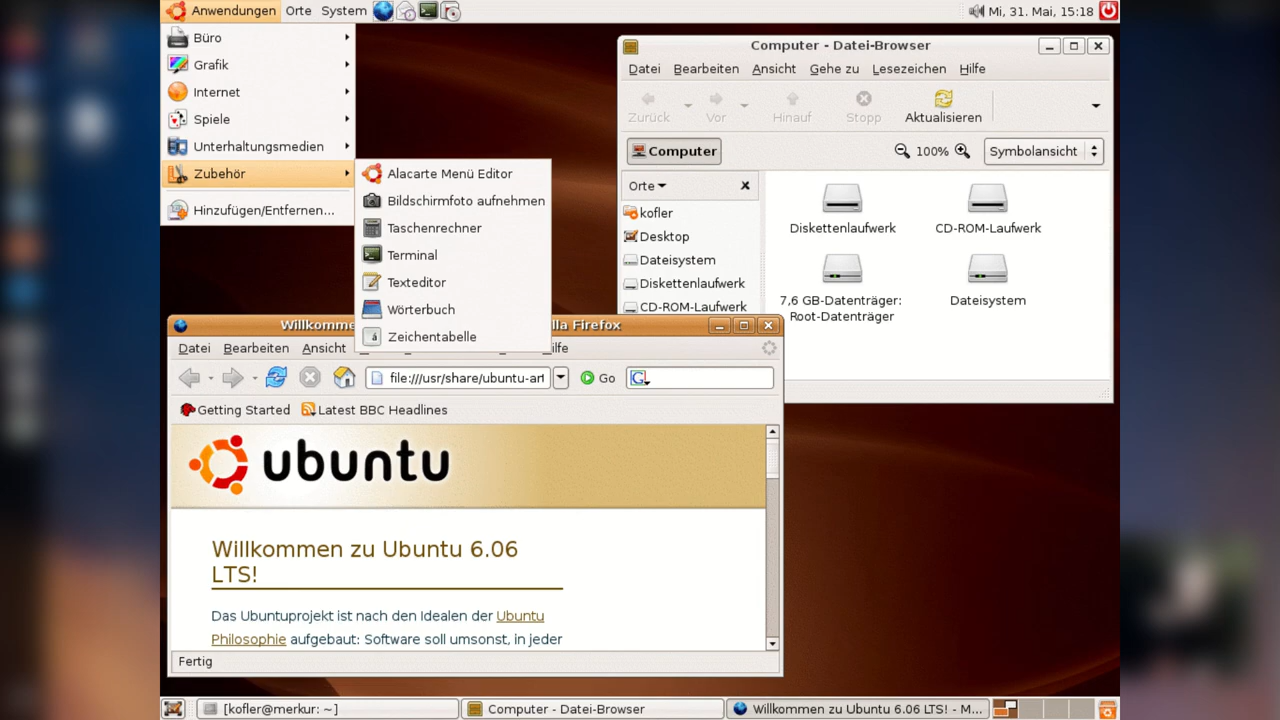 Anwendungen Orte System Mi, 31. Mai, 15:18
Büro
Grafik
Internet
Spiele
Unterhaltungsmedien
Zubehör
Hinzufügen/Entfernen...
Alacarte Menü Editor
Bildschirmfoto aufnehmen
Taschenrechner
Terminal
Texteditor
Wörterbuch
á Zeichentabelle
Computer - Datei-Browser
Datei Bearbeiten Ansicht Gehe zu Lesezeichen Hilfe
Zurück Vor Hinauf Stopp Aktualisieren
Computer 100% Symbolansicht
Orte
kofler
Desktop
Dateisystem
Diskettenlaufwerk
CD-ROM-Laufwerk
Diskettenlaufwerk CD-ROM-Laufwerk
7,6 GB-Datenträger:
Root-Datenträger
Dateisystem
Firefox
Datei Bearbeiten Ansicht
file:///usr/share/ubuntu-art Go G
Getting Started Latest BBC Headlines
ubuntu
Willkommen zu Ubuntu 6.06
LTS!
Das Ubuntuprojekt ist nach den Idealen der Ubuntu
Philosophie aufgebaut: Software soll umsonst, in jeder
Fertig
[kofler@merkur: ~] Computer - Datei-Browser Willkommen zu Ubuntu 6.06 LTS! - M...